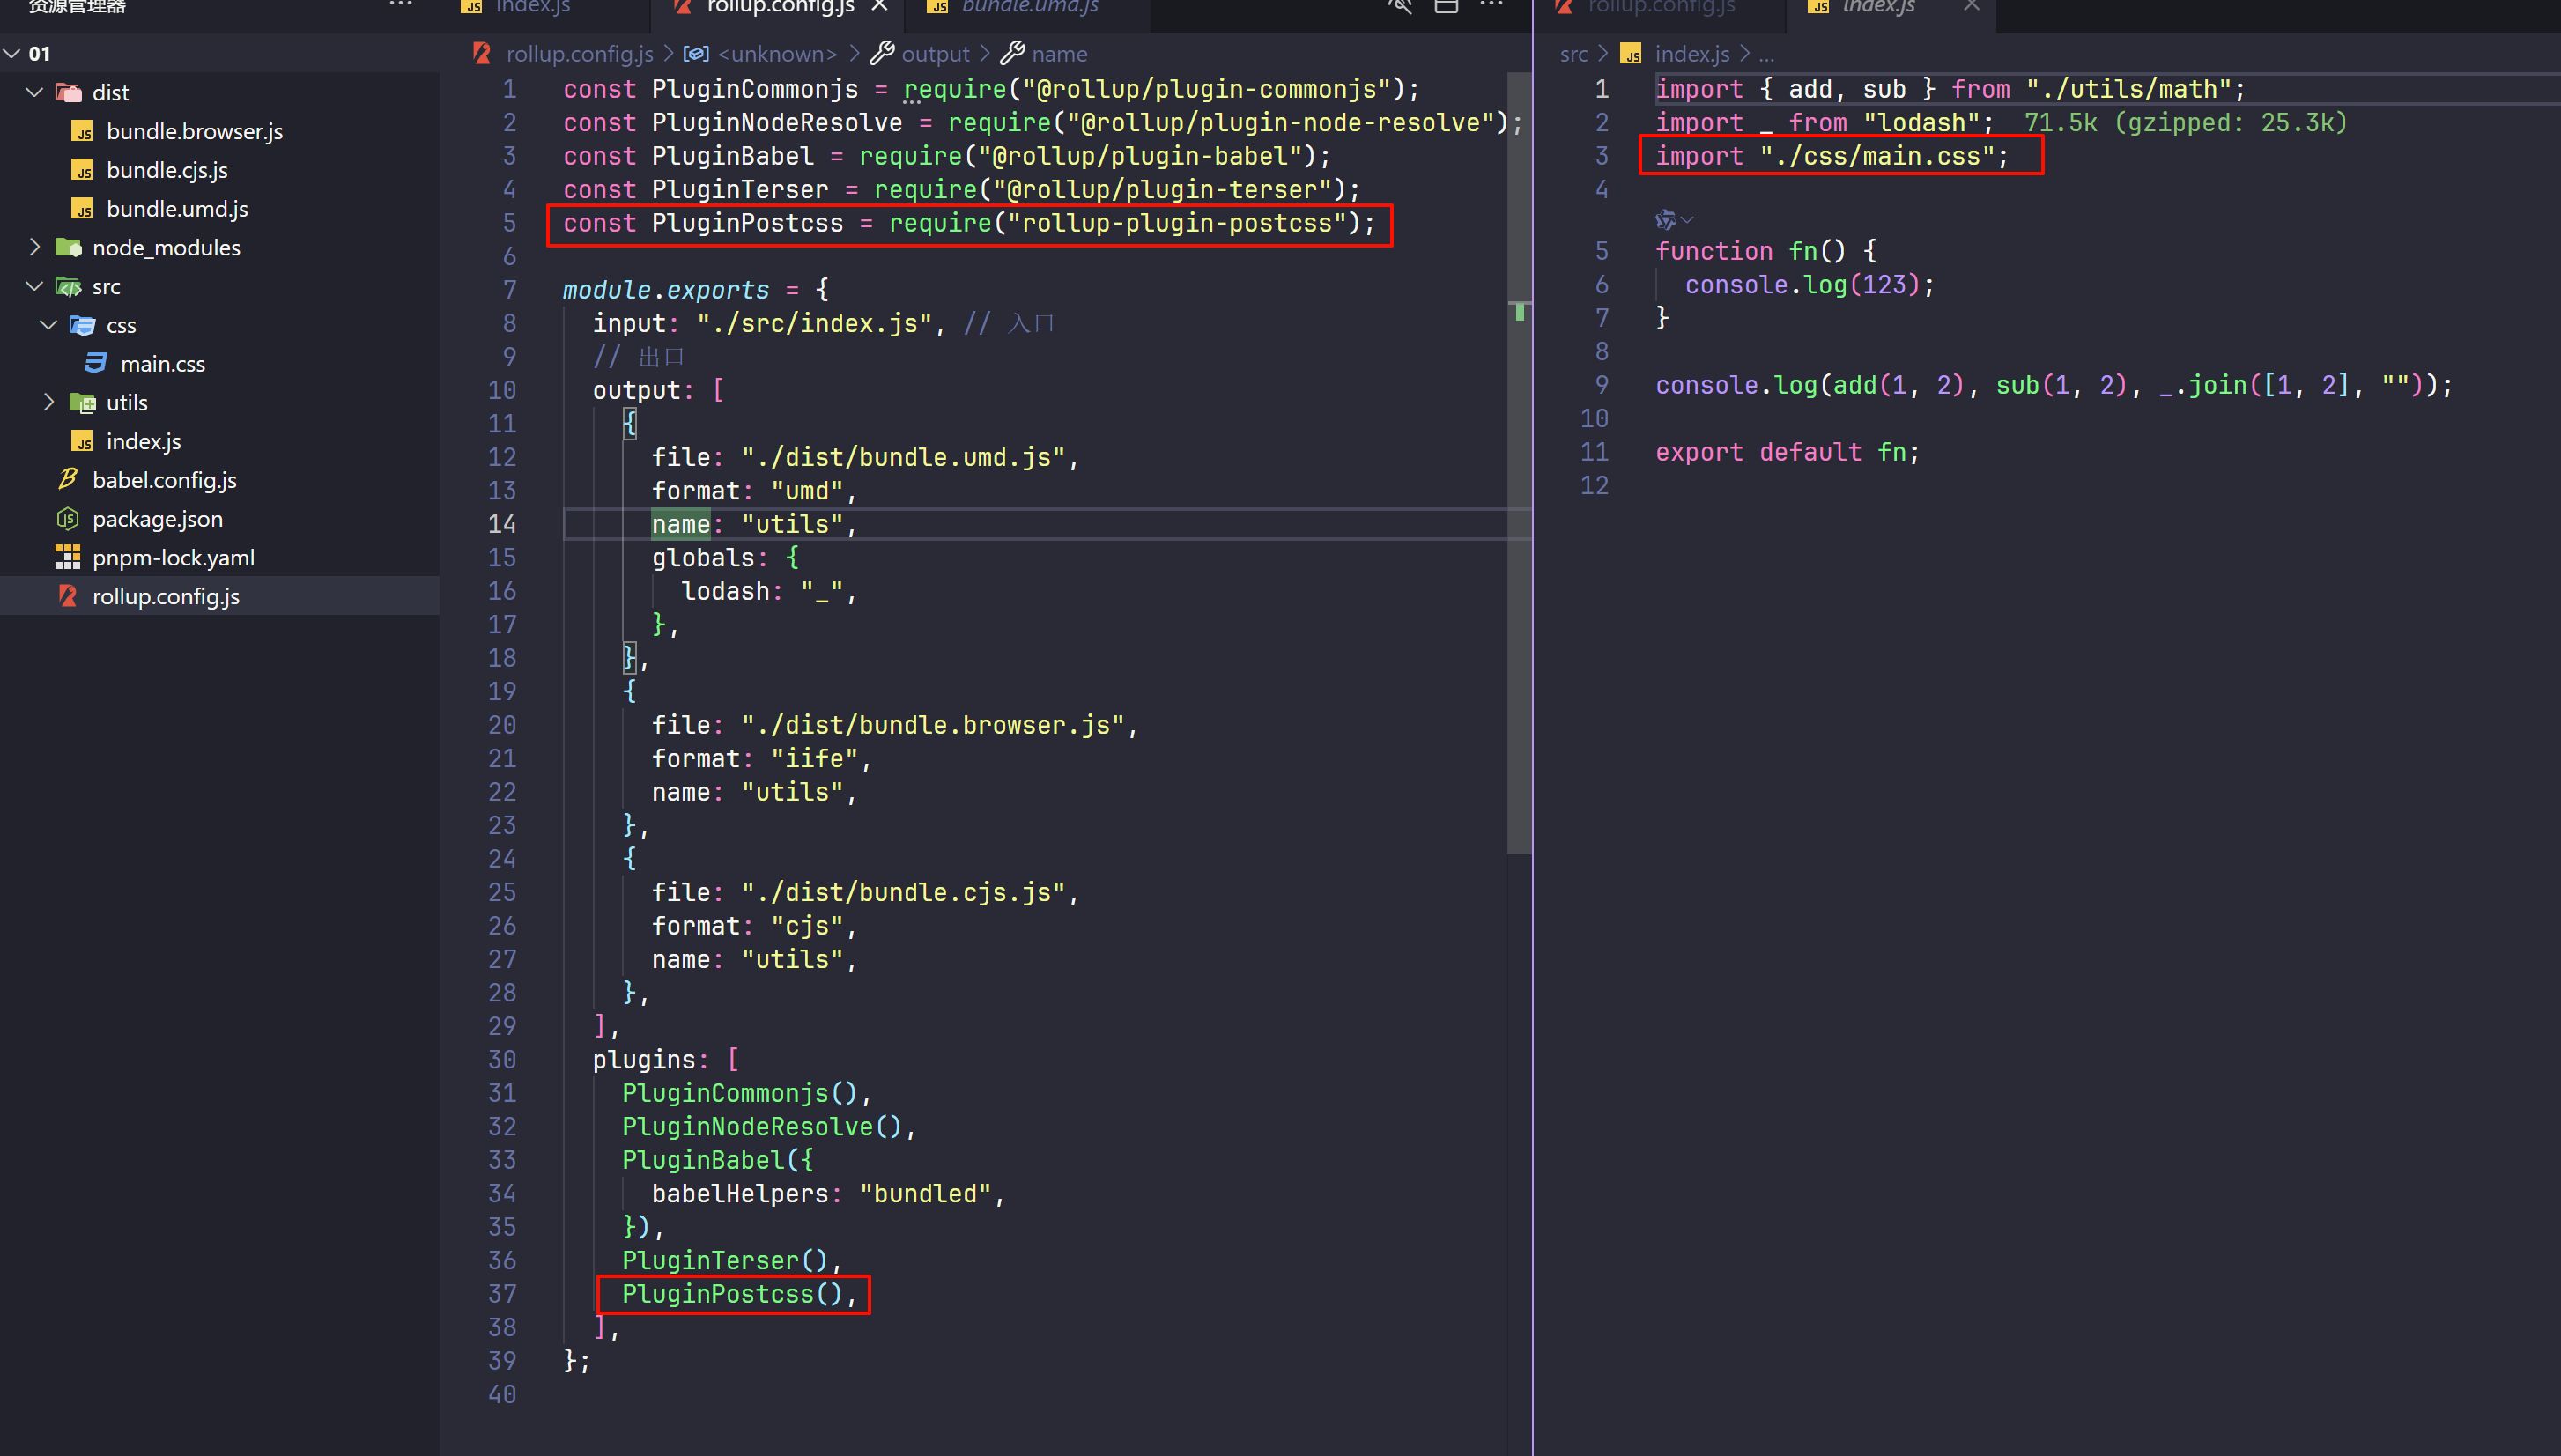 资源管理器
01
dist
bundle.browser.js
bundle.cjs.js
bundle.umd.js
node_modules
src
css
main.css
utils
index.js
babel.config.js
package.json
pnpm-lock.yaml
rollup.config.js
index.js
rollup.config.js
bundle.umd.js
rollup.config.js > <unknown> > output > name
1 const PluginCommonjs = require("@rollup/plugin-commonjs");
2 const PluginNodeResolve = require("@rollup/plugin-node-resolve");
3 const PluginBabel = require("@rollup/plugin-babel");
4 const PluginTerser = require("@rollup/plugin-terser");
5 const PluginPostcss = require("rollup-plugin-postcss");
6
7 module.exports = {
8 input: "./src/index.js", // 入口
9 // 出口
10 output: [
11 {
12 file: "./dist/bundle.umd.js",
13 format: "umd",
14 name: "utils",
15 globals: {
16 lodash: "_",
17 },
18 },
19 {
20 file: "./dist/bundle.browser.js",
21 format: "iife",
22 name: "utils",
23 },
24 {
25 file: "./dist/bundle.cjs.js",
26 format: "cjs",
27 name: "utils",
28 },
29 ],
30 plugins: [
31 PluginCommonjs(),
32 PluginNodeResolve(),
33 PluginBabel({
34 babelHelpers: "bundled",
35 }),
36 PluginTerser(),
37 PluginPostcss(),
38 ],
39 };
40
rollup.config.js
index.js
src > index.js > ...
1 import { add, sub } from "./utils/math";
2 import _ from "lodash"; 71.5k (gzipped: 25.3k)
3 import "./css/main.css";
4
5 function fn() {
6 console.log(123);
7 }
8
9 console.log(add(1, 2), sub(1, 2), _.join([1, 2], ""));
10
11 export default fn;
12